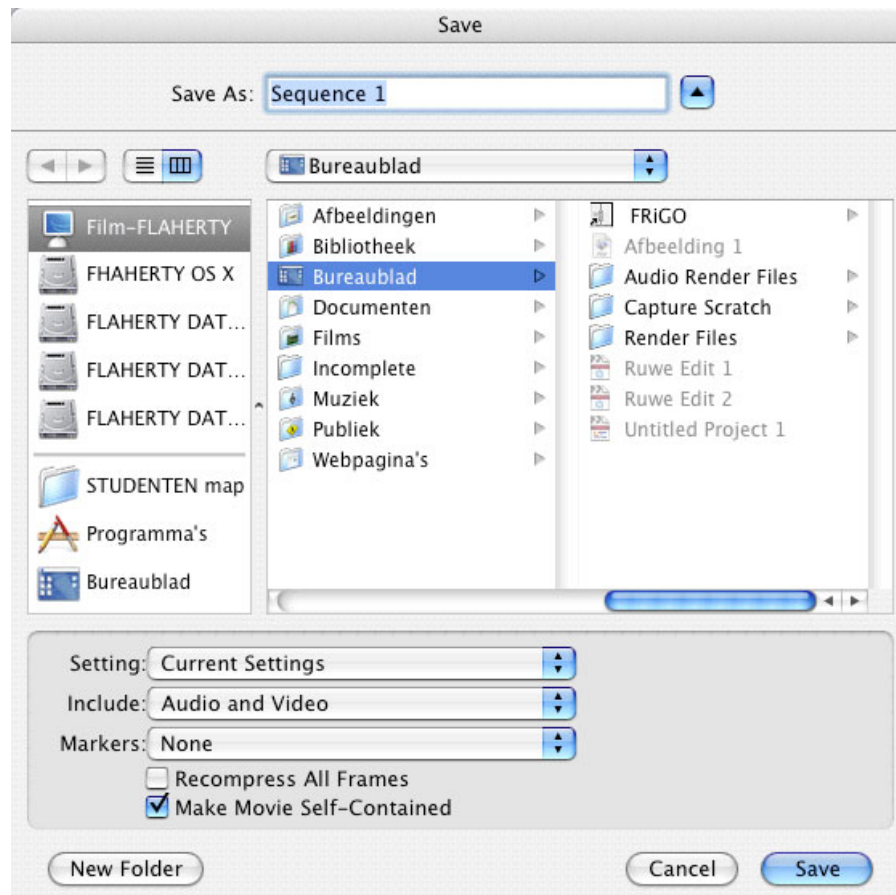 Save
Save As: Sequence 1
Bureaublad
Film-FLAHERTY
FHAHERTY OS X
FLAHERTY DAT...
FLAHERTY DAT...
FLAHERTY DAT...
STUDENTEN map
Programma's
Bureaublad
Afbeeldingen
Bibliotheek
Bureaublad
Documenten
Films
Incomplete
Muziek
Publiek
Webpagina's
FRiGO
Afbeelding 1
Audio Render Files
Capture Scratch
Render Files
Ruwe Edit 1
Ruwe Edit 2
Untitled Project 1
Setting: Current Settings
Include: Audio and Video
Markers: None
Recompress All Frames
Make Movie Self-Contained
New Folder
Cancel
Save